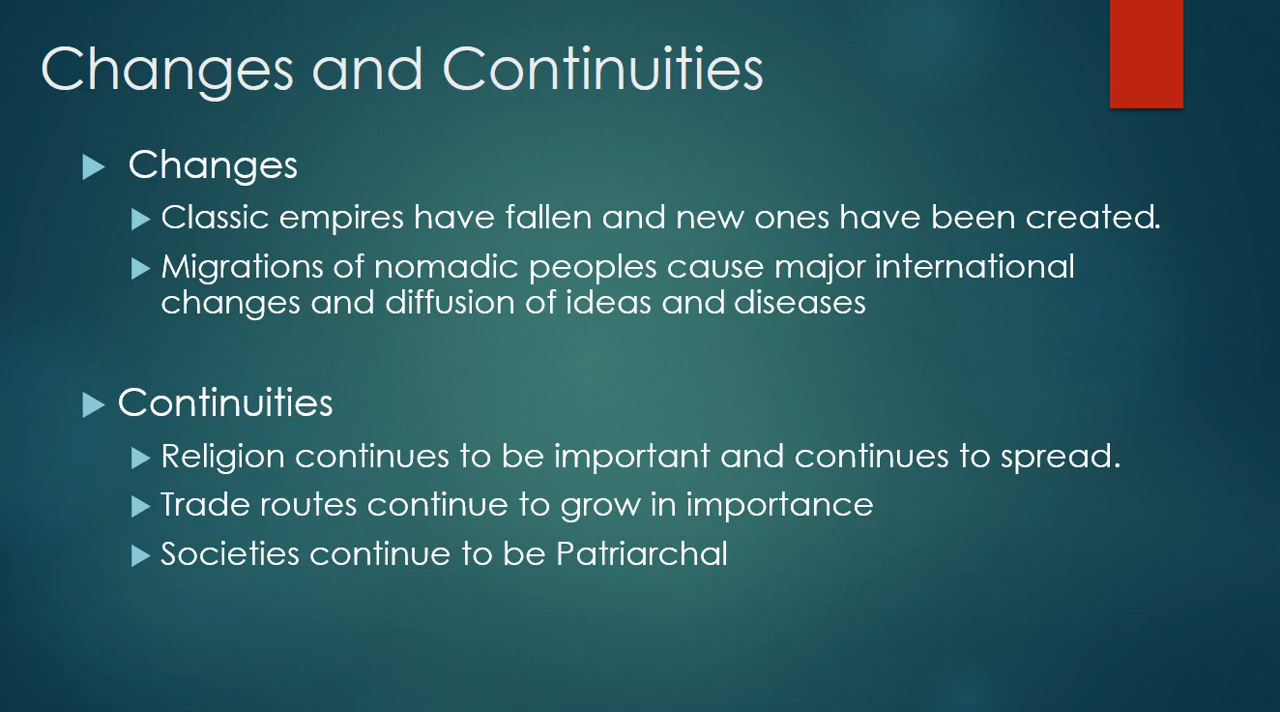 Changes and Continuities
Changes
Classic empires have fallen and new ones have been created.
Migrations of nomadic peoples cause major international
changes and diffusion of ideas and diseases
Continuities
Religion continues to be important and continues to spread.
Trade routes continue to grow in importance
Societies continue to be Patriarchal